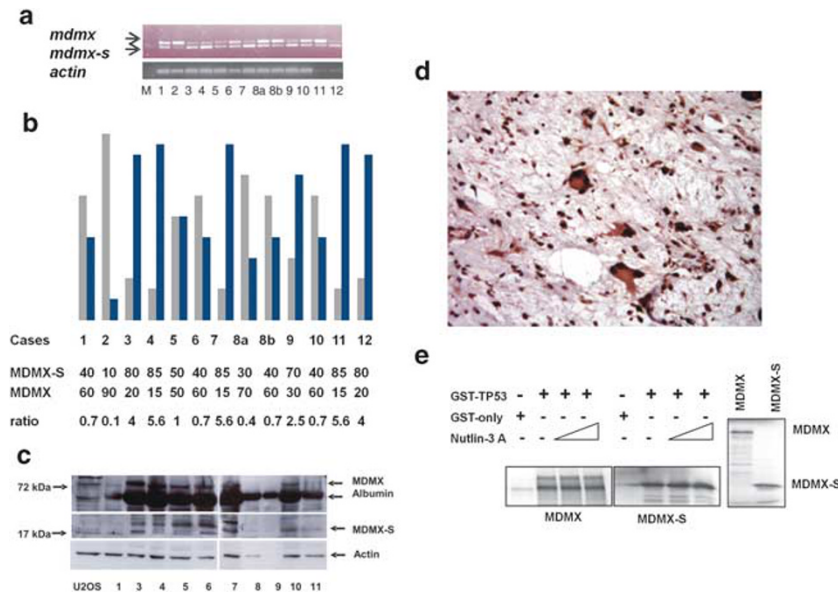 a
mdmx
mdmx-s
actin
M 1 2 3 4 5 6 7 8a 8b 9 10 11 12
b
Cases 1 2 3 4 5 6 7 8a 8b 9 10 11 12
MDMX-S 40 10 80 85 50 40 85 30 40 70 40 85 80
MDMX 60 90 20 15 50 60 15 70 60 30 60 15 20
ratio 0.7 0.1 4 5.6 1 0.7 5.6 0.4 0.7 2.5 0.7 5.6 4
c
72 kDa
MDMX
Albumin
17 kDa
MDMX-S
Actin
U2OS 1 3 4 5 6 7 8 9 10 11
d
e
GST-TP53 - + + + - + + +
GST-only + - - - + - - -
Nutlin-3 A - - - -
MDMX
MDMX-S
MDMX
MDMX-S
MDMX
MDMX-S